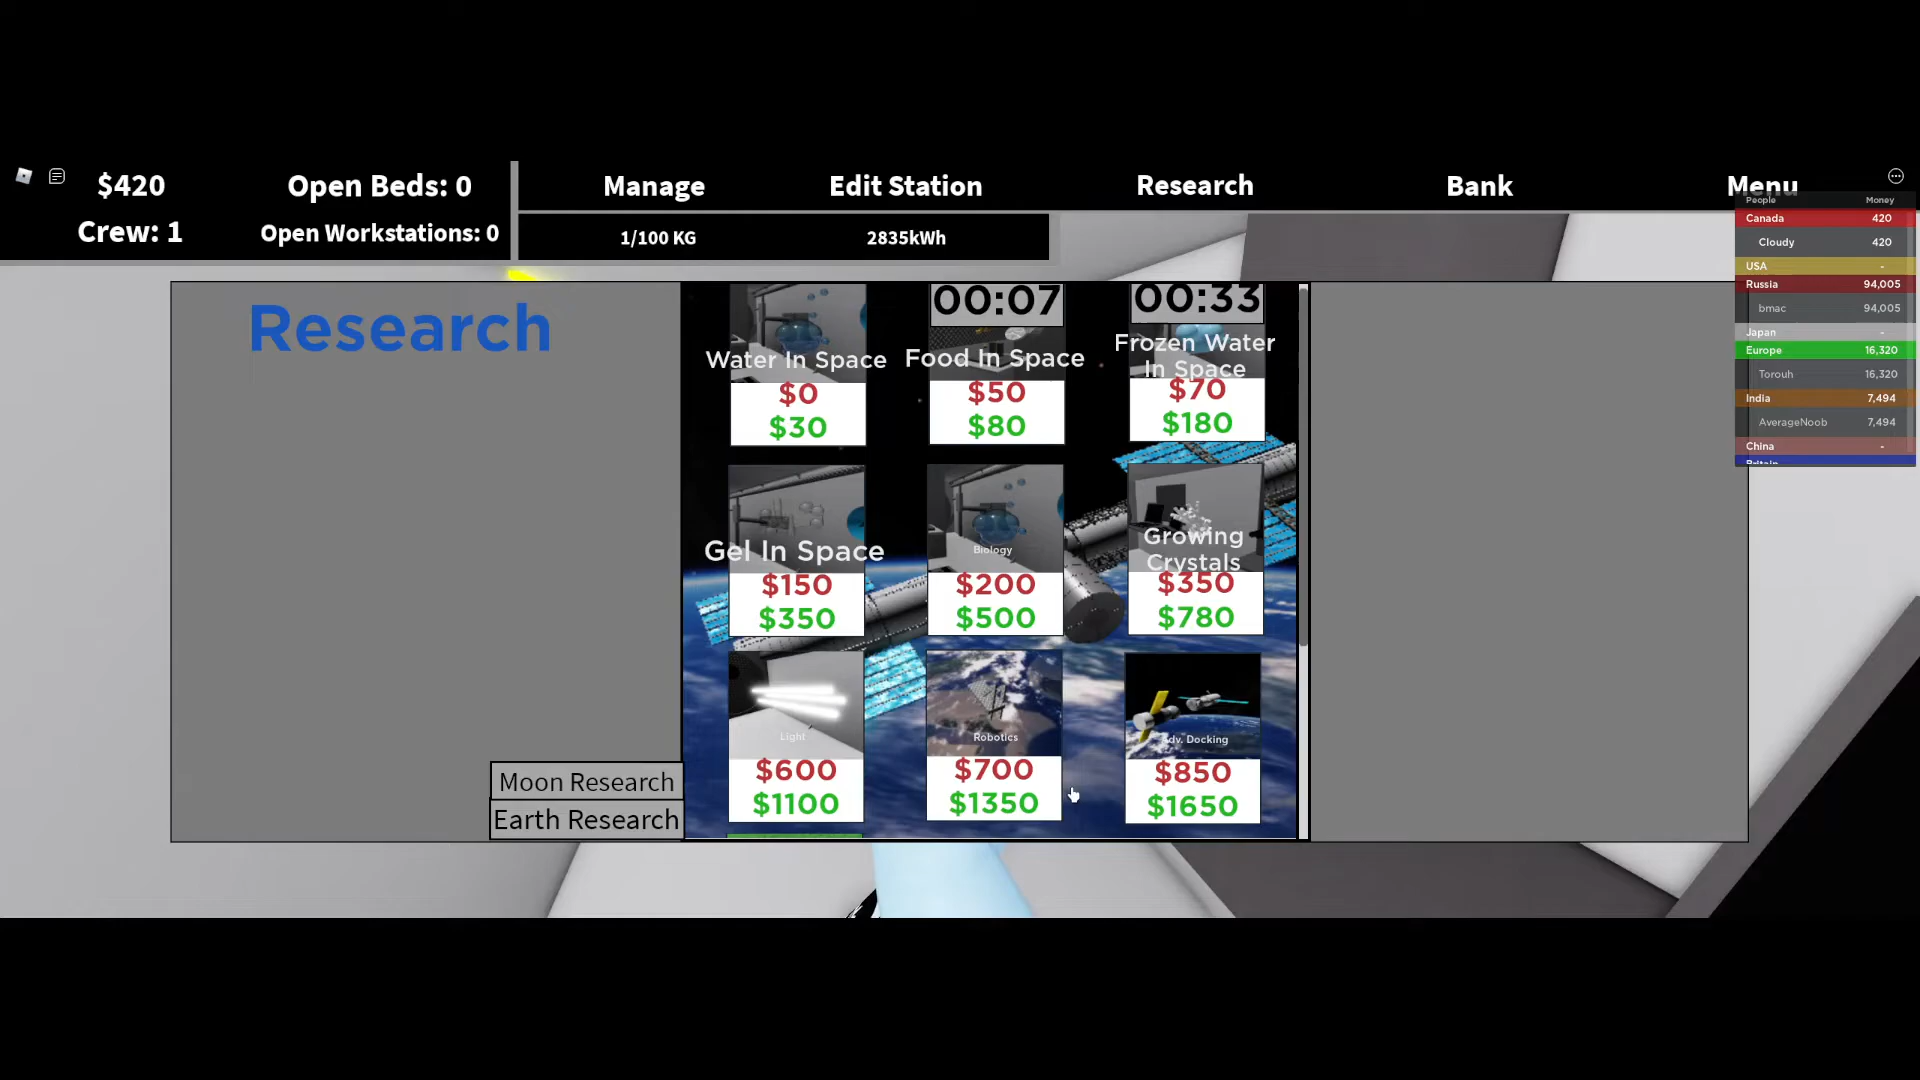 $420
Open Beds: 0
Manage
Edit Station
Research
Bank
Menu
Crew: 1
Open Workstations: 0
1/100 KG
2835kWh
People Money
Canada 420
Cloudy 420
USA -
Russia 94,005
bmac 94,005
Japan -
Europe 16,320
Torouh 16,320
India 7,494
AverageNoob 7,494
China -
Britain
Research
00:07
00:33
Water In Space
Food In Space
Frozen Water
In Space
$0
$50
$70
$30
$80
$180
Gel In Space
Biology
Growing
Crystals
$150
$200
$350
$350
$500
$780
Light
Robotics
Adv. Docking
$600
$700
$850
$1100
$1350
$1650
Moon Research
Earth Research